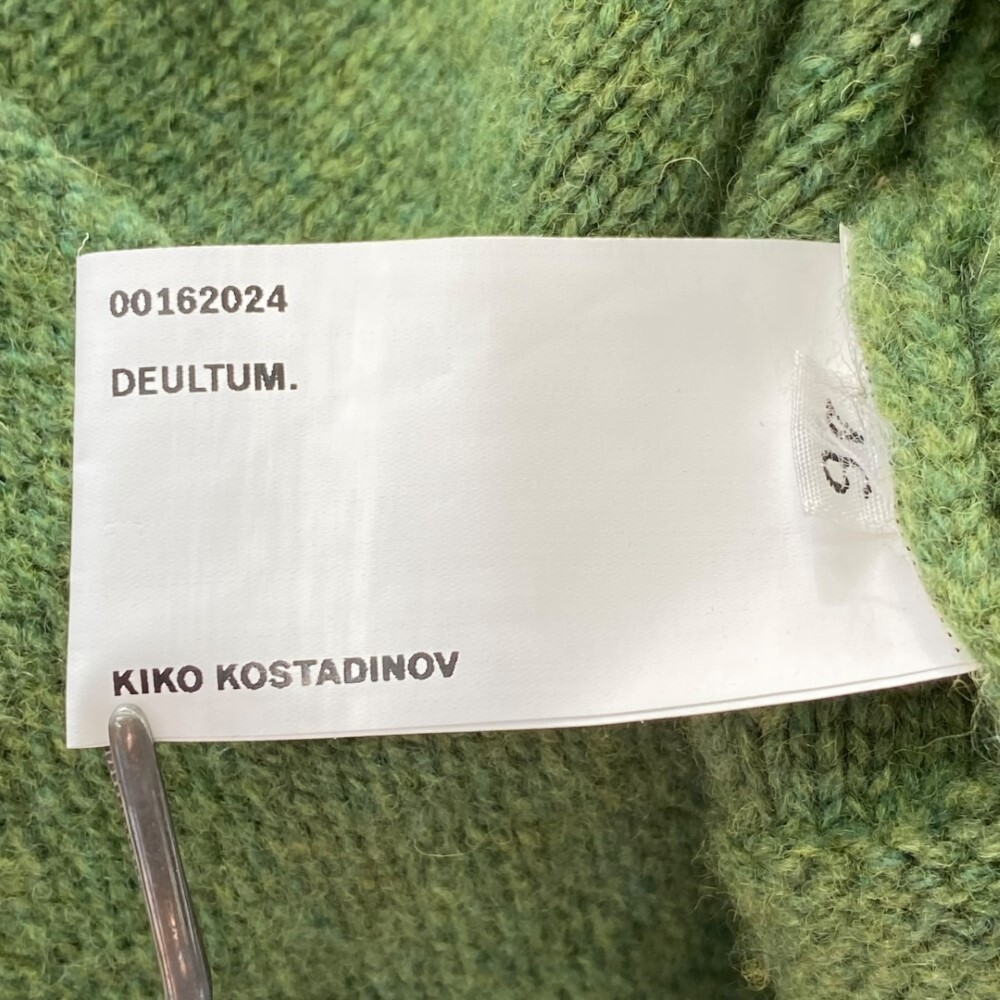 00162024
DEULTUM.
KIKO KOSTADINOV